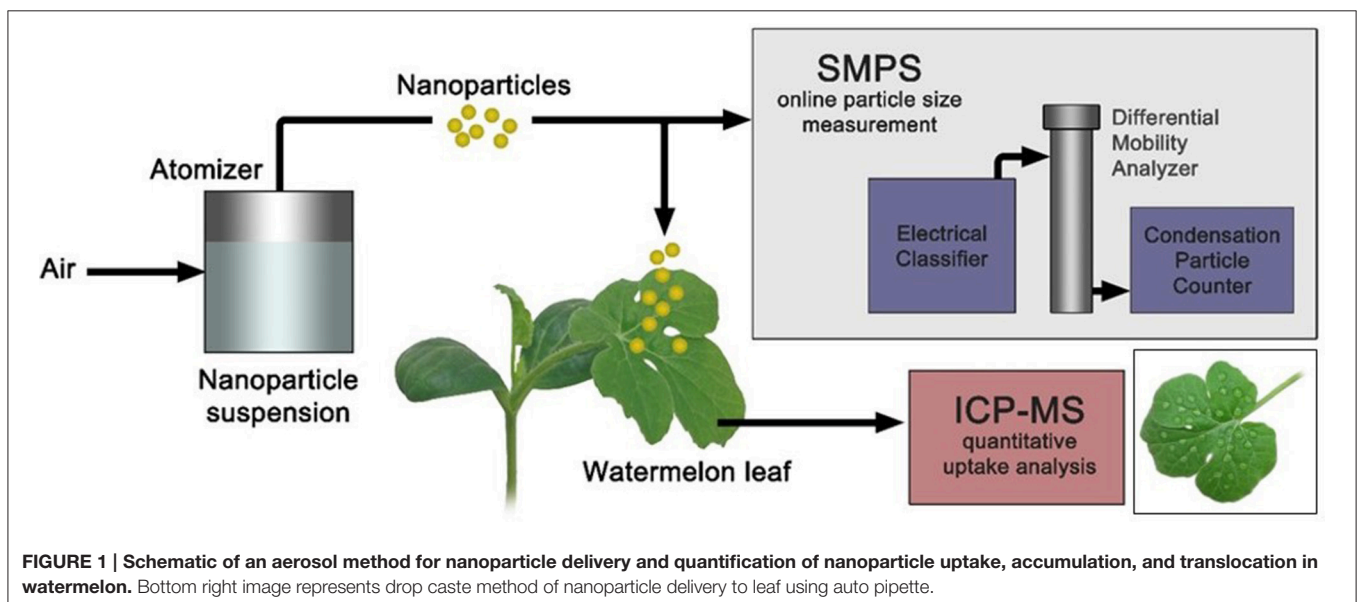 Nanoparticles
Atomizer
Air
Nanoparticle
suspension
Watermelon leaf
SMPS
online particle size
measurement
Differential
Mobility
Analyzer
Electrical
Classifier
Condensation
Particle
Counter
ICP-MS
quantitative
uptake analysis
FIGURE 1 | Schematic of an aerosol method for nanoparticle delivery and quantification of nanoparticle uptake, accumulation, and translocation in
watermelon. Bottom right image represents drop caste method of nanoparticle delivery to leaf using auto pipette.